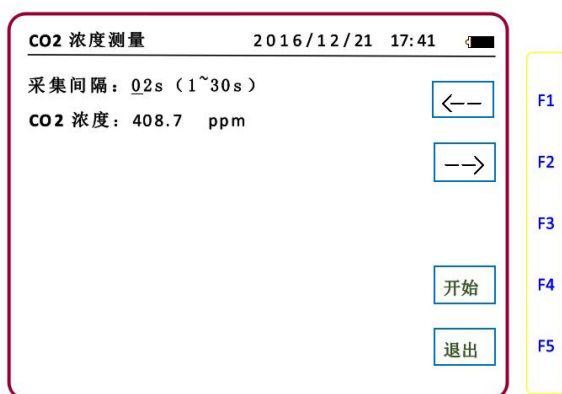 CO2 浓度测量 2016/12/21 17:41
采集间隔：02s（1~30s）
CO2 浓度：408.7 ppm
<-- F1
--> F2
F3
开始 F4
退出 F5